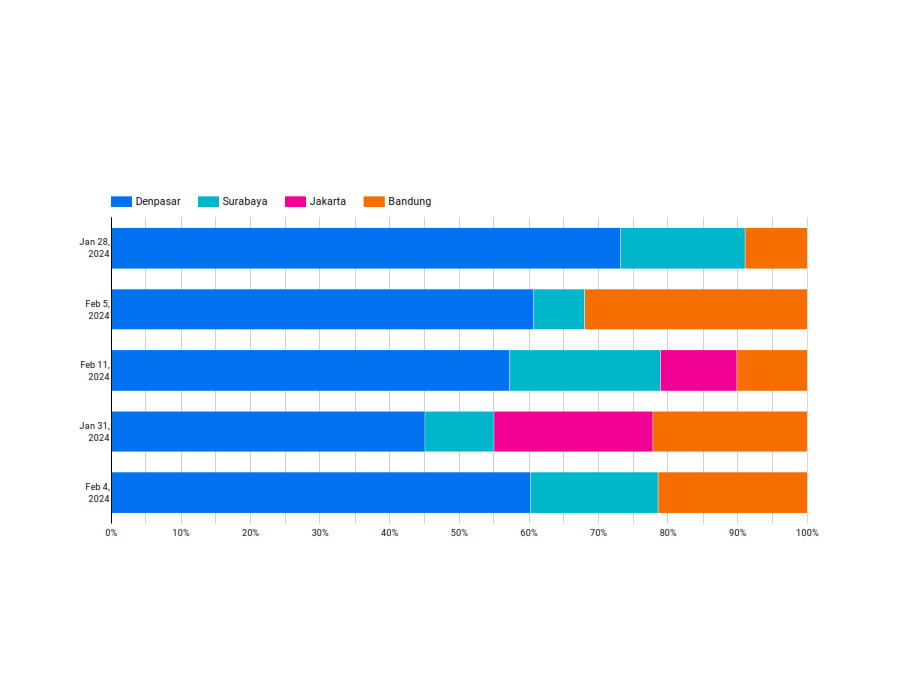 Denpasar Surabaya Jakarta Bandung
Jan 28,
2024
Feb 5,
2024
Feb 11,
2024
Jan 31,
2024
Feb 4,
2024
0% 10% 20% 30% 40% 50% 60% 70% 80% 90% 100%